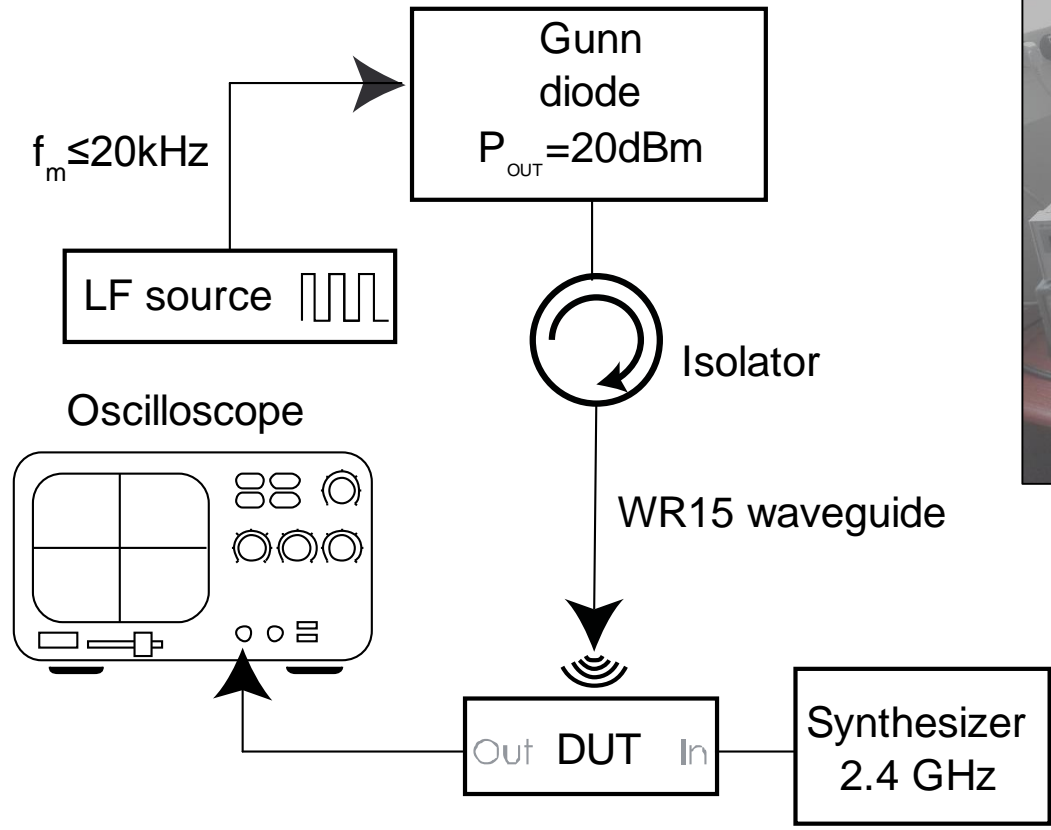 Gunn
diode
P_OUT=20dBm
f_m≤20kHz
LF source
Isolator
Oscilloscope
WR15 waveguide
Out DUT In
Synthesizer
2.4 GHz